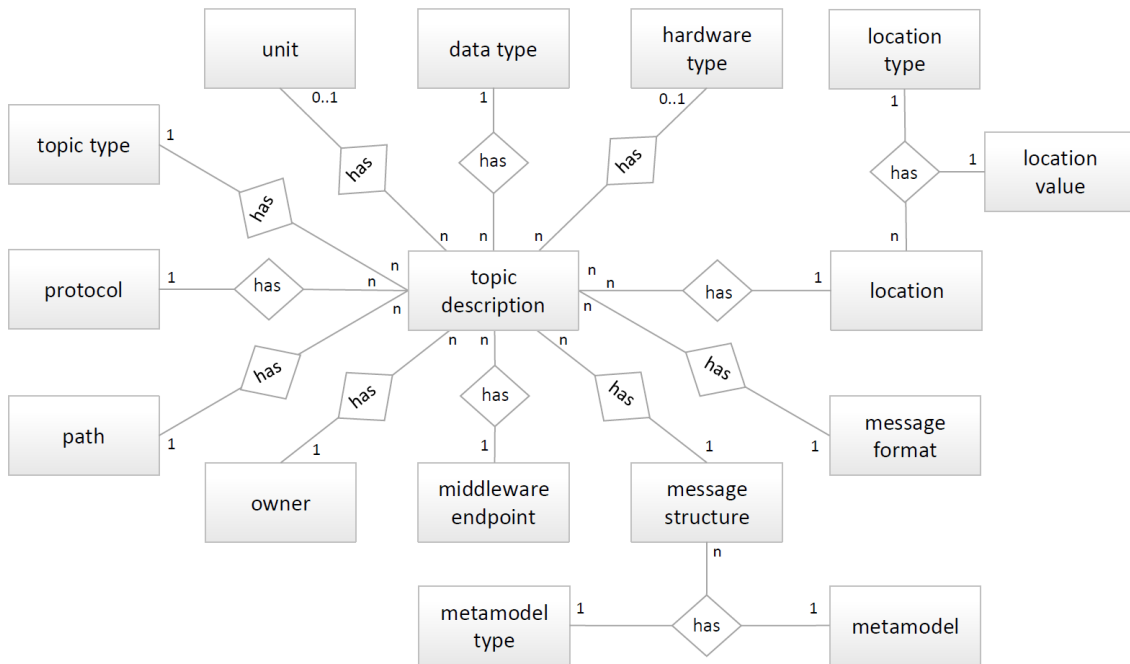 unit
data type
hardware
type
location
type
0..1
1
0..1
1
topic type
1
has
has
has
has
1
location
value
has
n
n
n
n
n
protocol
1
has
n
topic
description
n
n
has
1
location
n
n
has
n
n
n
has
has
has
has
path
1
1
1
1
1
message
format
owner
middleware
endpoint
message
structure
n
metamodel
type
1
has
1
metamodel